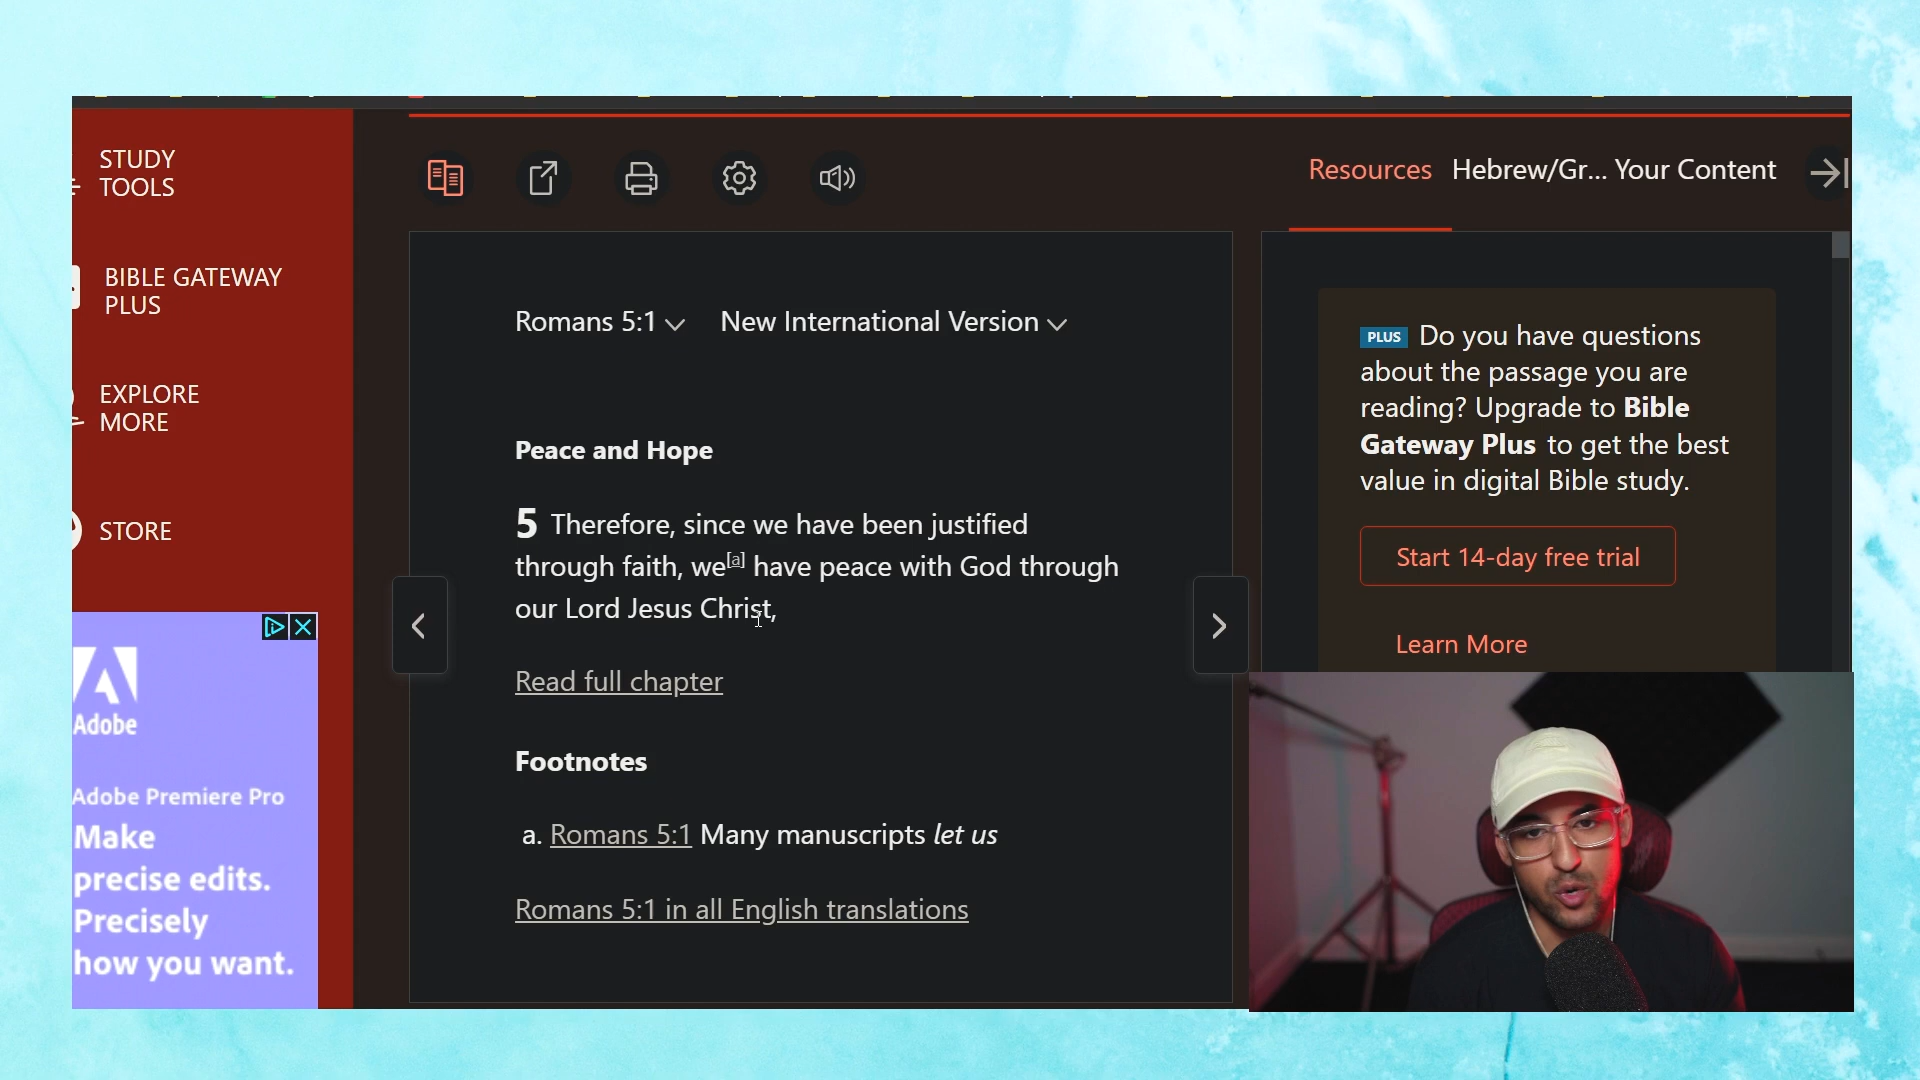 STUDY
TOOLS
BIBLE GATEWAY
PLUS
EXPLORE
MORE
STORE
Adobe
Adobe Premiere Pro
Make
precise edits.
Precisely
how you want.
Romans 5:1 New International Version
Peace and Hope
5 Therefore, since we have been justified
through faith, we[a] have peace with God through
our Lord Jesus Christ,
Read full chapter
Footnotes
a. Romans 5:1 Many manuscripts let us
Romans 5:1 in all English translations
Resources Hebrew/Gr... Your Content
PLUS Do you have questions
about the passage you are
reading? Upgrade to Bible
Gateway Plus to get the best
value in digital Bible study.
Start 14-day free trial
Learn More